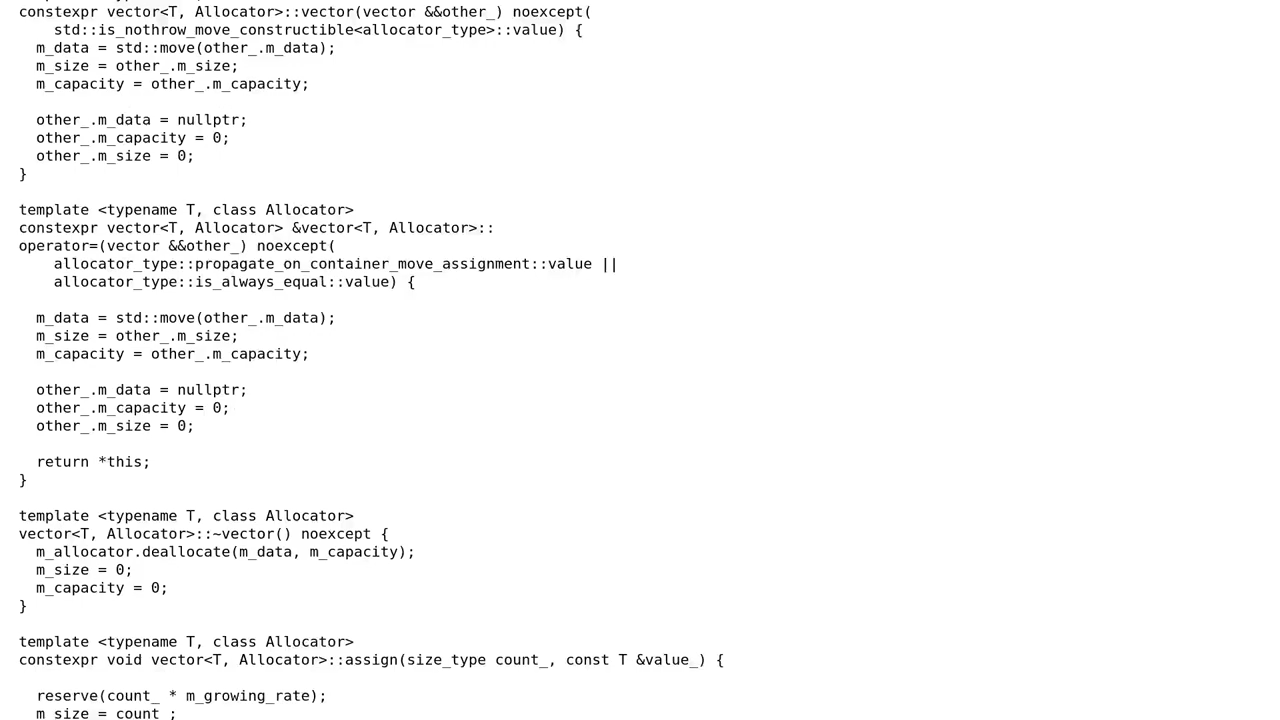 constexpr vector<T, Allocator>::vector(vector &&other_) noexcept(
    std::is_nothrow_move_constructible<allocator_type>::value) {
  m_data = std::move(other_.m_data);
  m_size = other_.m_size;
  m_capacity = other_.m_capacity;

  other_.m_data = nullptr;
  other_.m_capacity = 0;
  other_.m_size = 0;
}

template <typename T, class Allocator>
constexpr vector<T, Allocator> &vector<T, Allocator>::
operator=(vector &&other_) noexcept(
    allocator_type::propagate_on_container_move_assignment::value ||
    allocator_type::is_always_equal::value) {

  m_data = std::move(other_.m_data);
  m_size = other_.m_size;
  m_capacity = other_.m_capacity;

  other_.m_data = nullptr;
  other_.m_capacity = 0;
  other_.m_size = 0;

  return *this;
}

template <typename T, class Allocator>
vector<T, Allocator>::~vector() noexcept {
  m_allocator.deallocate(m_data, m_capacity);
  m_size = 0;
  m_capacity = 0;
}

template <typename T, class Allocator>
constexpr void vector<T, Allocator>::assign(size_type count_, const T &value_) {

  reserve(count_ * m_growing_rate);
  m_size = count_;